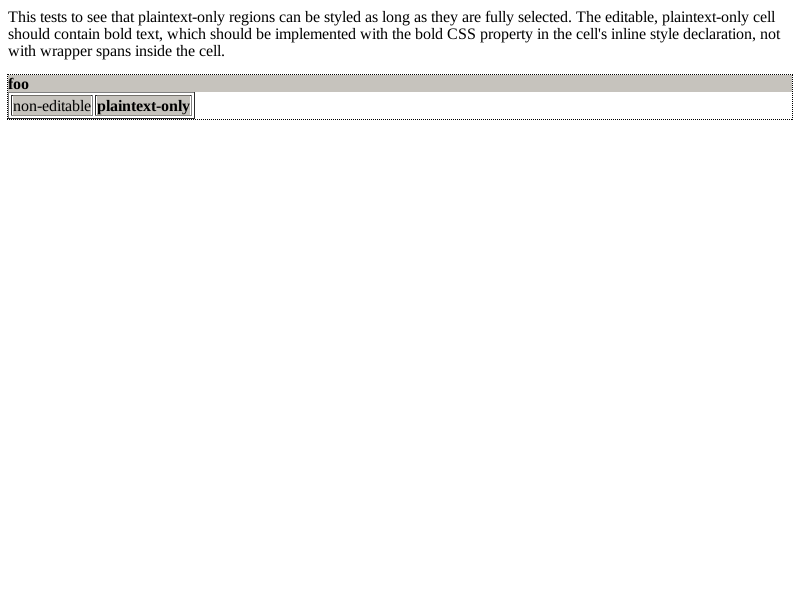 This tests to see that plaintext-only regions can be styled as long as they are fully selected. The editable, plaintext-only cell
should contain bold text, which should be implemented with the bold CSS property in the cell's inline style declaration, not
with wrapper spans inside the cell.
foo
non-editable plaintext-only